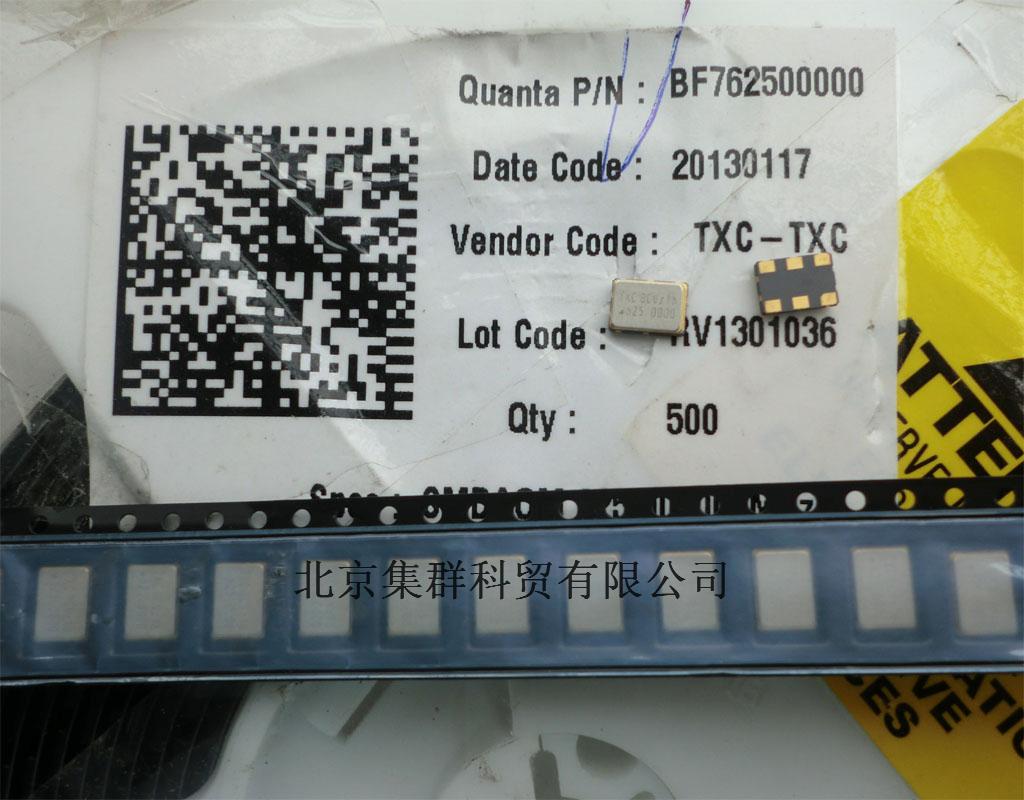 Quanta P/N : BF762500000
Date Code : 20130117
Vendor Code : TXC-TXC
Lot Code : RV1301036
Qty : 500
北京集群科贸有限公司